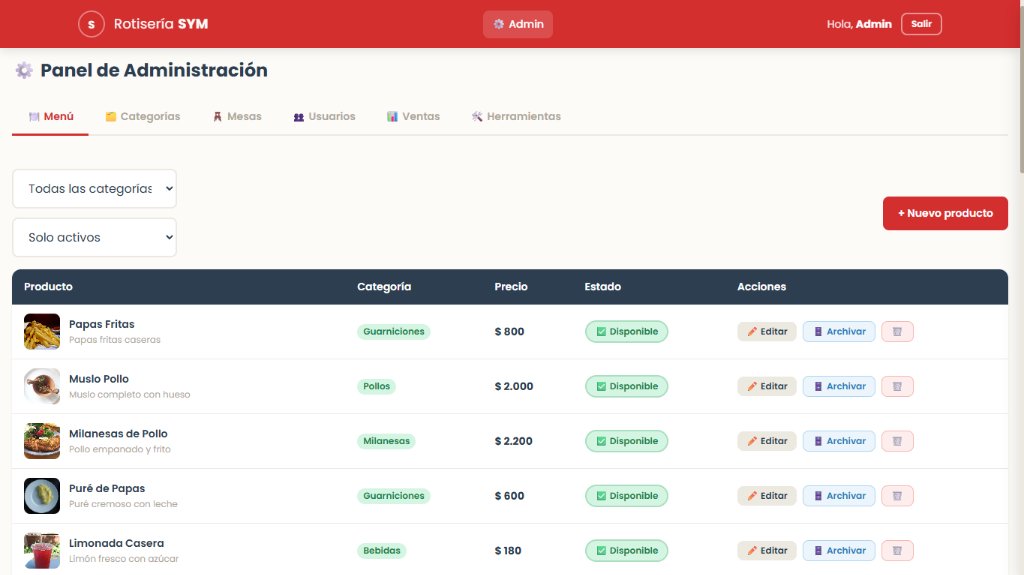 S Rotisería SYM
Admin
Hola, Admin
Salir
Panel de Administración
Menú
Categorías
Mesas
Usuarios
Ventas
Herramientas
Todas las categorías
Solo activos
+ Nuevo producto
Producto Categoría Precio Estado Acciones
Papas Fritas
Papas fritas caseras
Guarniciones $ 800 Disponible Editar Archivar
Muslo Pollo
Muslo completo con hueso
Pollos $ 2.000 Disponible Editar Archivar
Milanesas de Pollo
Pollo empanado y frito
Milanesas $ 2.200 Disponible Editar Archivar
Puré de Papas
Puré cremoso con leche
Guarniciones $ 600 Disponible Editar Archivar
Limonada Casera
Limón fresco con azúcar
Bebidas $ 180 Disponible Editar Archivar